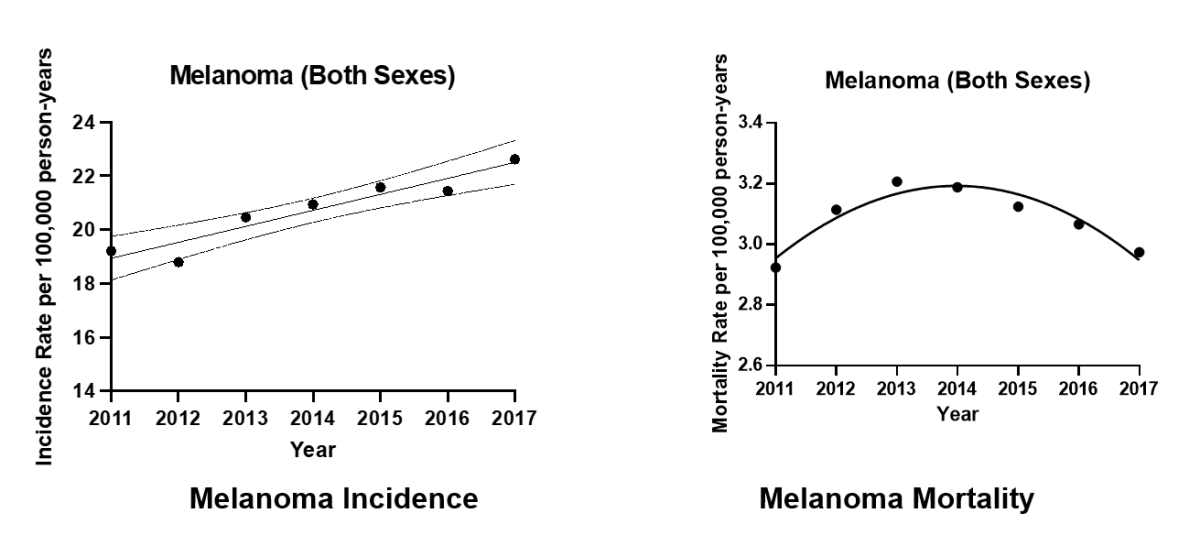 Melanoma (Both Sexes)
Incidence Rate per 100,000 person-years
24
22
20
18
16
14
2011 2012 2013 2014 2015 2016 2017
Year
Melanoma Incidence
Melanoma (Both Sexes)
Mortality Rate per 100,000 person-years
3.4
3.2
3.0
2.8
2.6
2011 2012 2013 2014 2015 2016 2017
Year
Melanoma Mortality